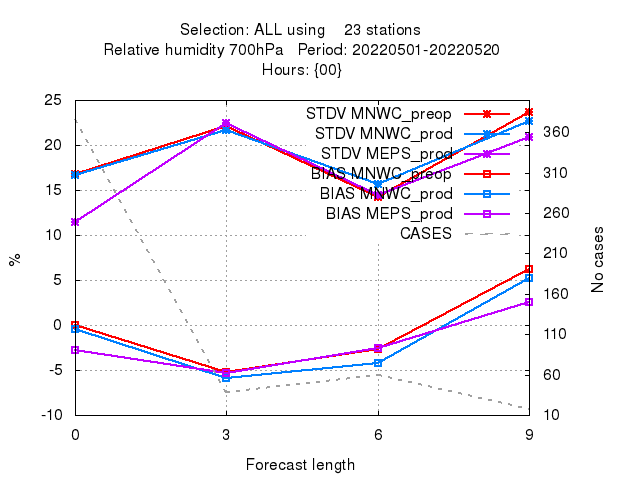 Selection: ALL using 23 stations
Relative humidity 700hPa Period: 20220501-20220520
Hours: {00}
25
20
15
10
5
0
-5
-10
%
STDV MNWC_preop
STDV MNWC_prod
STDV MEPS_prod
BIAS MNWC_preop
BIAS MNWC_prod
BIAS MEPS_prod
CASES
360
310
260
210
160
110
60
10
No cases
0 3 6 9
Forecast length